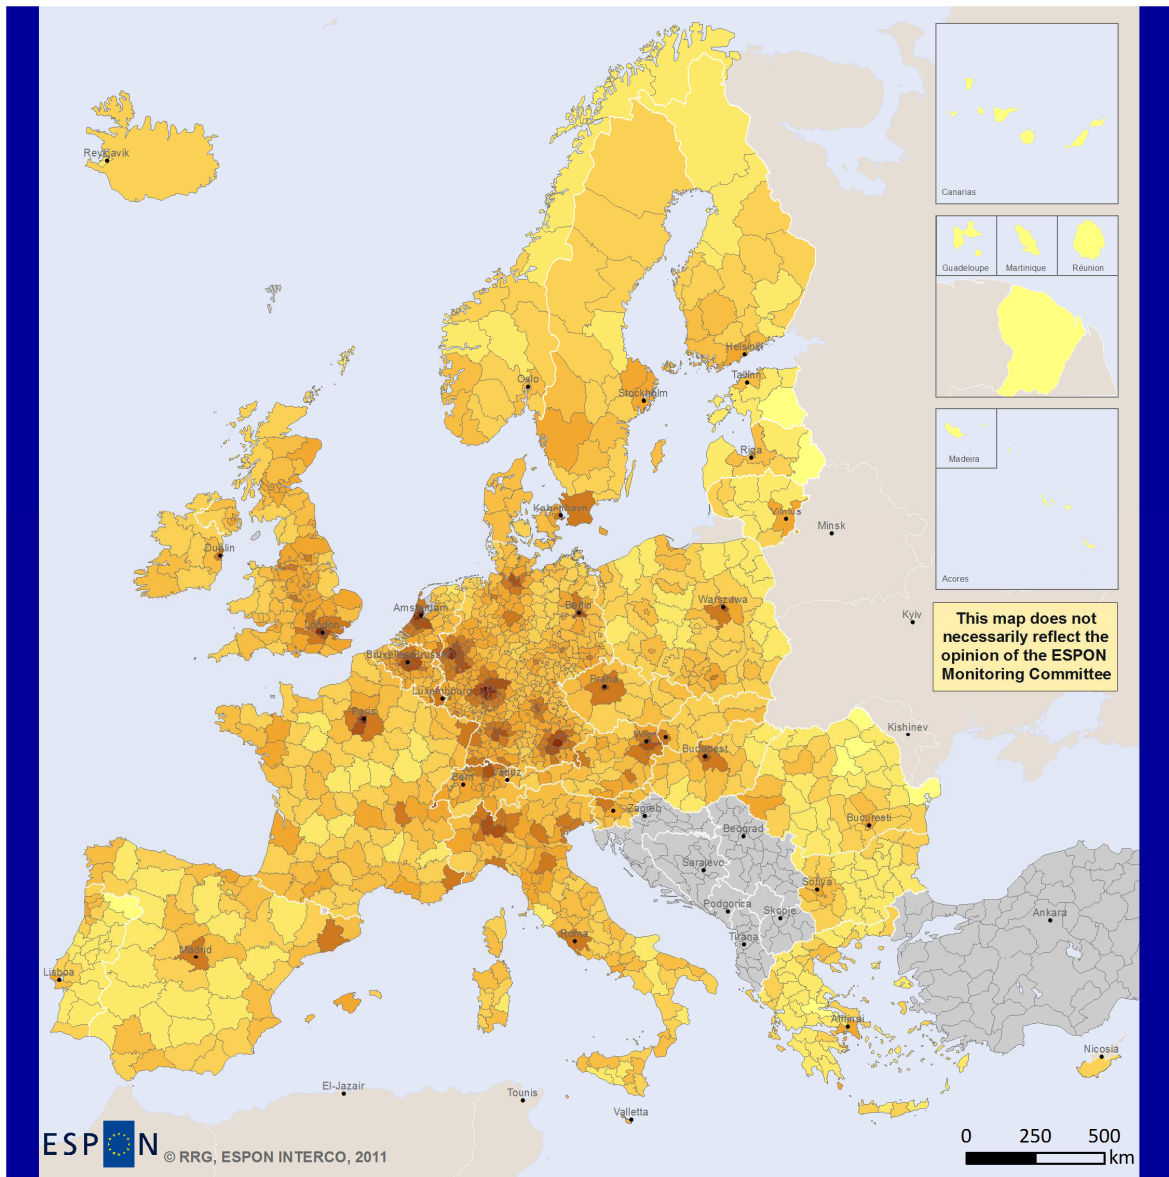 Reykjavik
Canarias
Guadeloupe
Martinique
Réunion
Helsinki
Oslo
Tallinn
Stockholm
Riga
Madeira
København
Vilnius
Minsk
Dublin
Acores
Amsterdam
Berlin
Warszawa
Kyiv
London
This map does not
necessarily reflect the
opinion of the ESPON
Monitoring Committee
Praha
Luxembourg
Paris
Kishinev
Wien
Budapest
Bern
Vaduz
Zagreb
Bucuresti
Beograd
Sarajevo
Sofiya
Podgorica
Skopje
Ankara
Roma
Tirana
Madrid
Lisboa
Athinai
Nicosia
El-Jazair
Tounis
Valletta
0 250 500
km
ESPON
© RRG, ESPON INTERCO, 2011